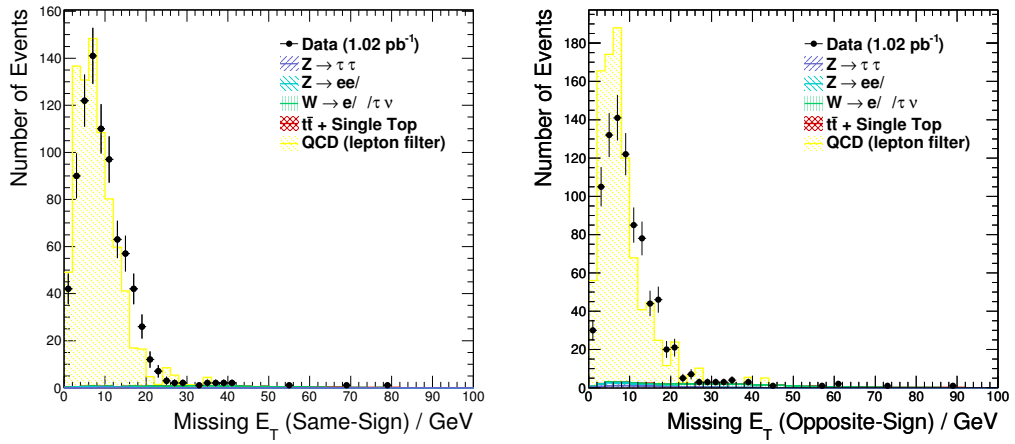 Number of Events
160
140
120
100
80
60
40
20
0
Data (1.02 pb⁻¹)
Z → τ τ
Z → ee/
W → e/ /τ ν
tt̄ + Single Top
QCD (lepton filter)
0 10 20 30 40 50 60 70 80 90 100
Missing E_T (Same-Sign) / GeV
Number of Events
180
160
140
120
100
80
60
40
20
0
Data (1.02 pb⁻¹)
Z → τ τ
Z → ee/
W → e/ /τ ν
tt̄ + Single Top
QCD (lepton filter)
0 10 20 30 40 50 60 70 80 90 100
Missing E_T (Opposite-Sign) / GeV